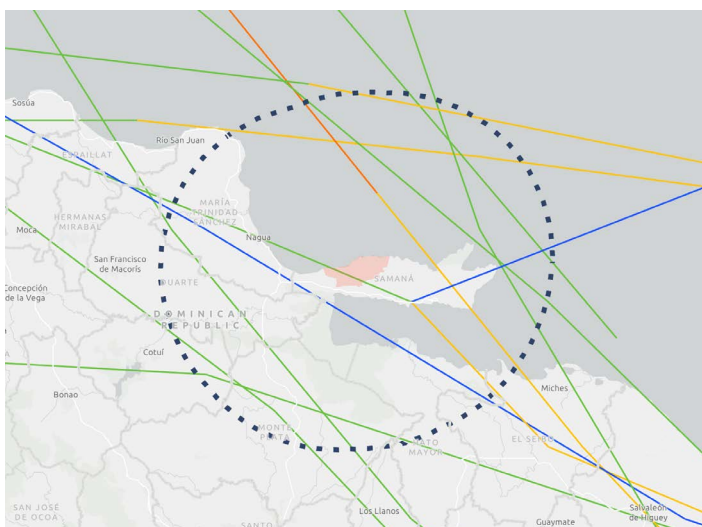 Sosúa
Río San Juan
ESPAILLAT
MARÍA
TRINIDAD
SÁNCHEZ
HERMANAS
MIRABAL
Moca
Nagua
San Francisco
de Macorís
SAMANÁ
DUARTE
Concepción
de la Vega
DOMINICAN
REPUBLIC
Cotuí
Miches
Bonao
MONTE
PLATA
HATO
MAYOR
EL SEIBO
SAN JOSÉ
DE OCOA
Los Llanos
Salvaleón
de Higuey
SANTO
Guaymate